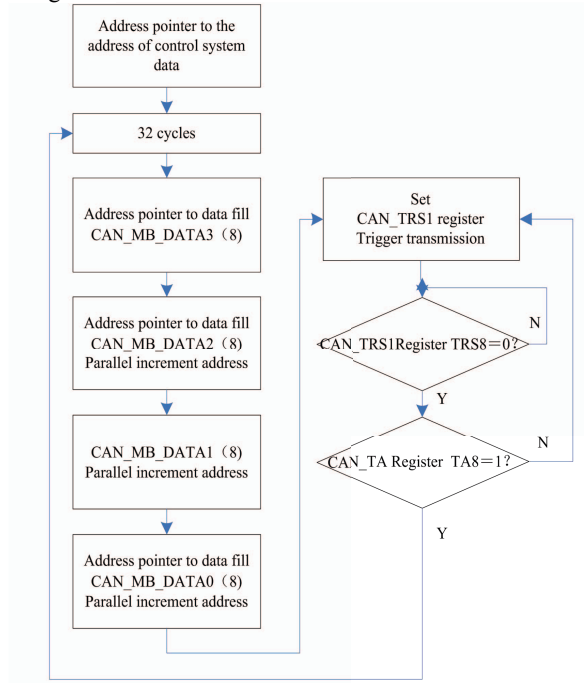 Address pointer to the
address of control system
data
32 cycles
Address pointer to data fill
CAN_MB_DATA3（8）
Address pointer to data fill
CAN_MB_DATA2（8）
Parallel increment address
CAN_MB_DATA1（8）
Parallel increment address
Address pointer to data fill
CAN_MB_DATA0（8）
Parallel increment address
Set
CAN_TRS1 register
Trigger transmission
CAN_TRS1Register TRS8＝0？
N
Y
CAN_TA Register TA8＝1？
N
Y